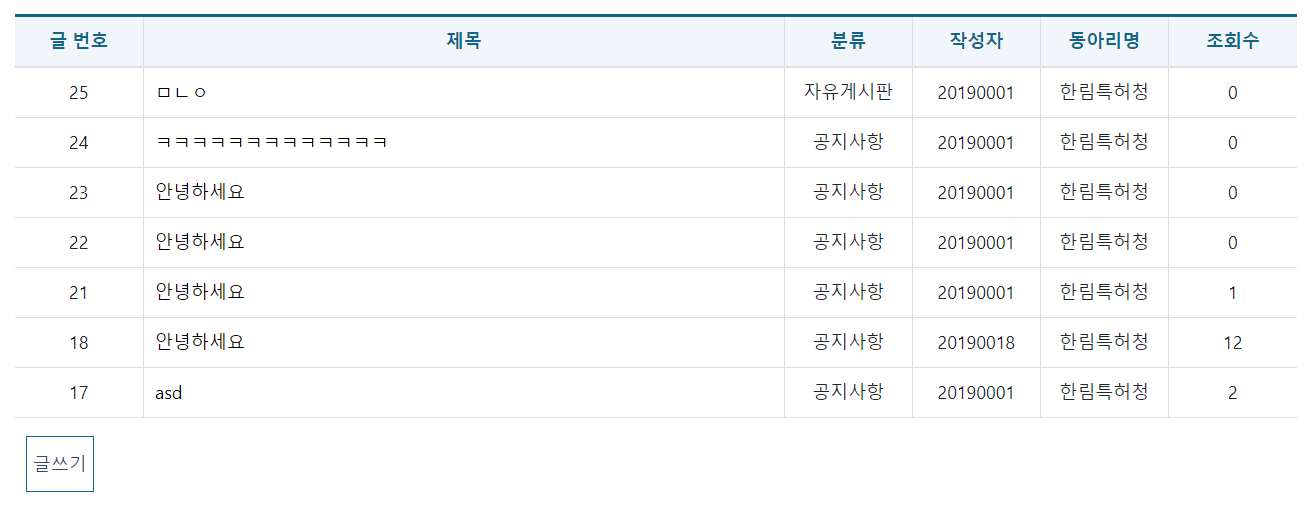 글 번호 제목 분류 작성자 동아리명 조회수
25 ㅁㄴㅇ 자유게시판 20190001 한림특허청 0
24 ㅋㅋㅋㅋㅋㅋㅋㅋㅋㅋㅋㅋㅋ 공지사항 20190001 한림특허청 0
23 안녕하세요 공지사항 20190001 한림특허청 0
22 안녕하세요 공지사항 20190001 한림특허청 0
21 안녕하세요 공지사항 20190001 한림특허청 1
18 안녕하세요 공지사항 20190018 한림특허청 12
17 asd 공지사항 20190001 한림특허청 2
글쓰기